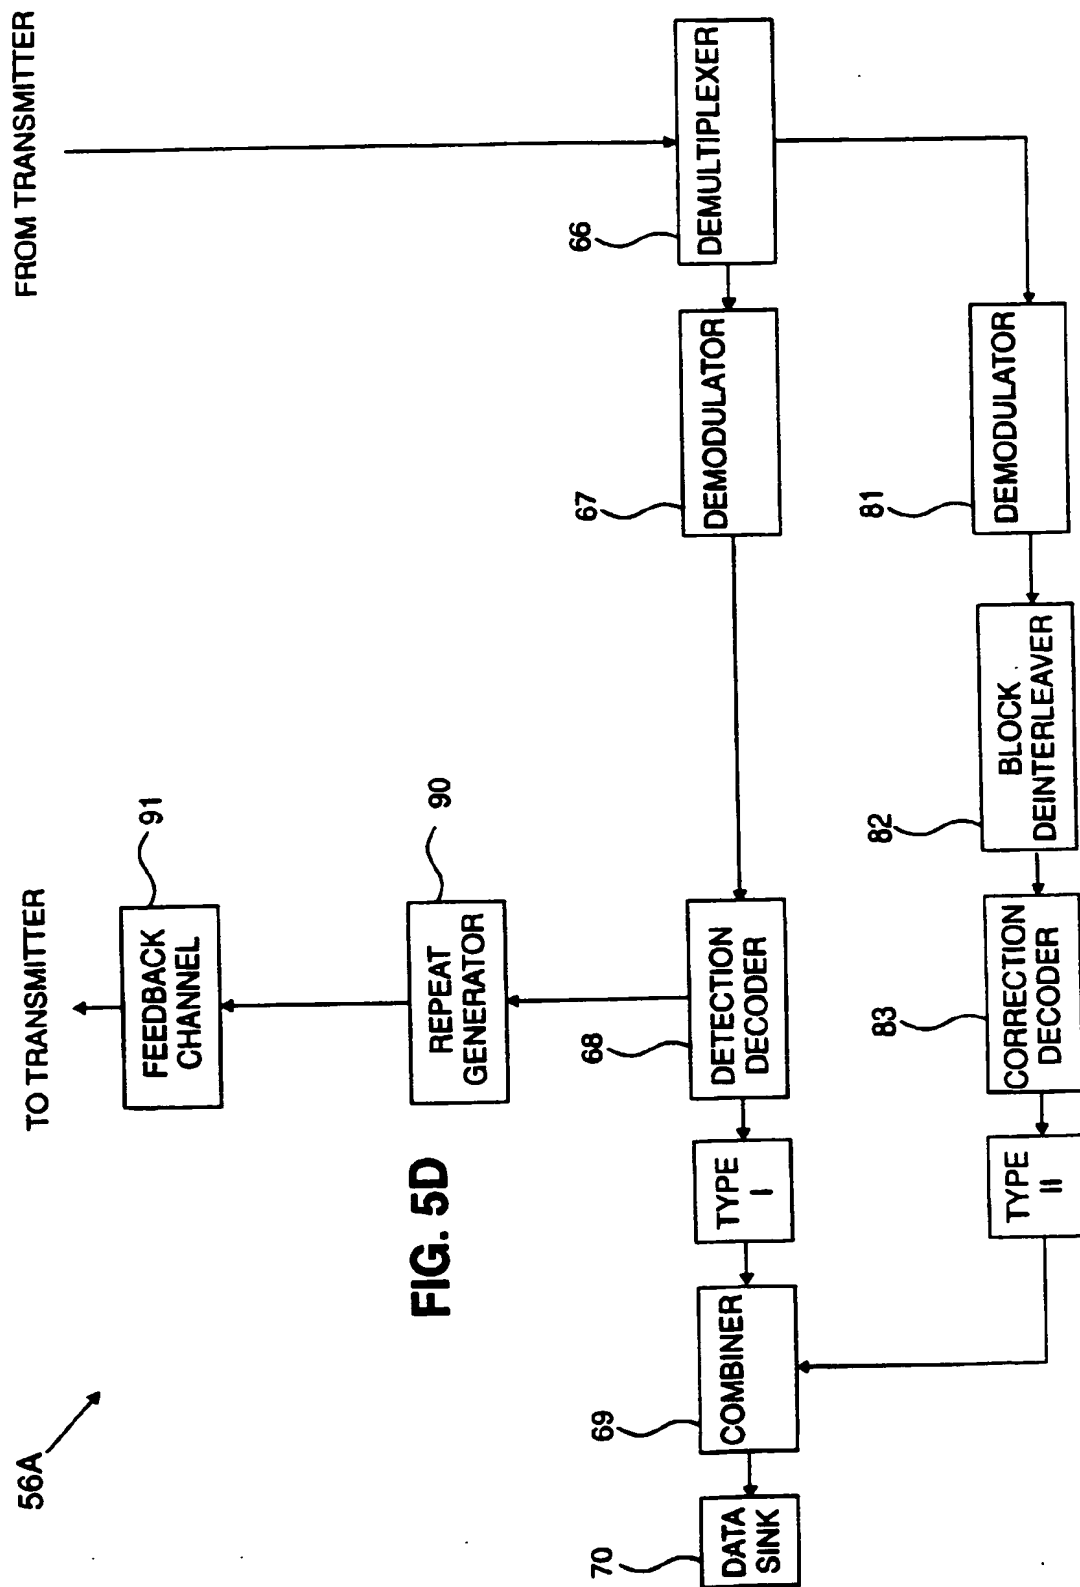 56A
TO TRANSMITTER
FROM TRANSMITTER
91
FEEDBACK
CHANNEL
90
REPEAT
GENERATOR
FIG. 5D
70
DATA
SINK
69
COMBINER
TYPE
I
68
DETECTION
DECODER
67
DEMODULATOR
66
DEMULTIPLEXER
TYPE
II
83
CORRECTION
DECODER
82
BLOCK
DEINTERLEAVER
81
DEMODULATOR